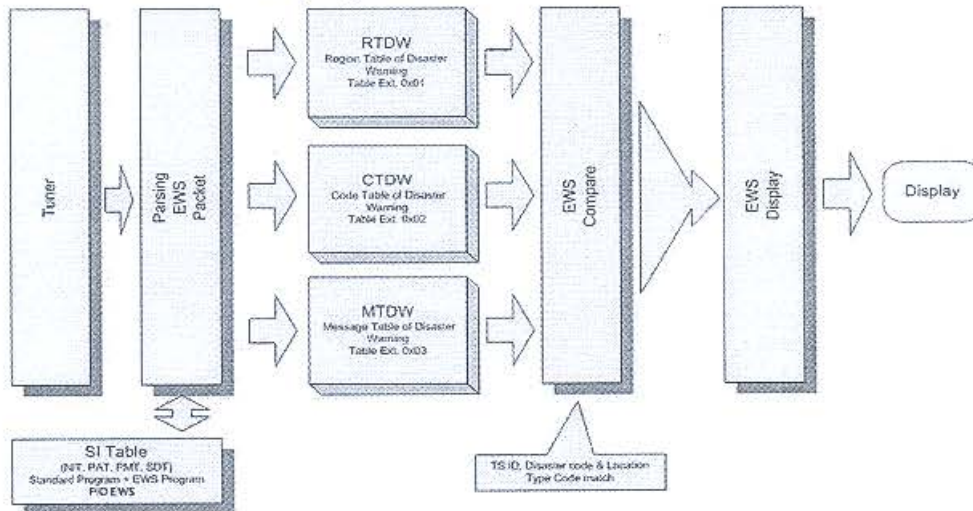 Tuner
Parsing
EWS
Packet
RTDW
Region Table of Disaster
Warning
Table Ext. 0x01
CTDW
Code Table of Disaster
Warning
Table Ext. 0x02
MTDW
Message Table of Disaster
Warning
Table Ext. 0x03
EWS
Compare
EWS
Display
Display
SI Table
(NIT, PAT, PMT, SDT)
Standard Program + EWS Program
PID EWS
TS ID, Disaster code & Location
Type Code match